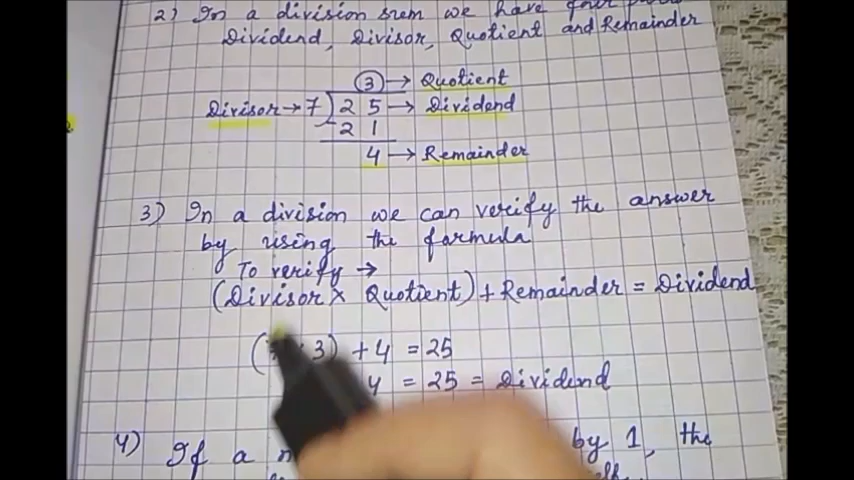 2) In a division sum we have four
Dividend, Divisor, Quotient and Remainder
3 → Quotient
Divisor → 7 2 5 → Dividend
- 2 1
4 → Remainder
3) In a division we can verify the answer
by using the formula
To verify →
(Divisor × Quotient) + Remainder = Dividend
3) + 4 = 25
4 = 25 = Dividend
4) If a by 1, the